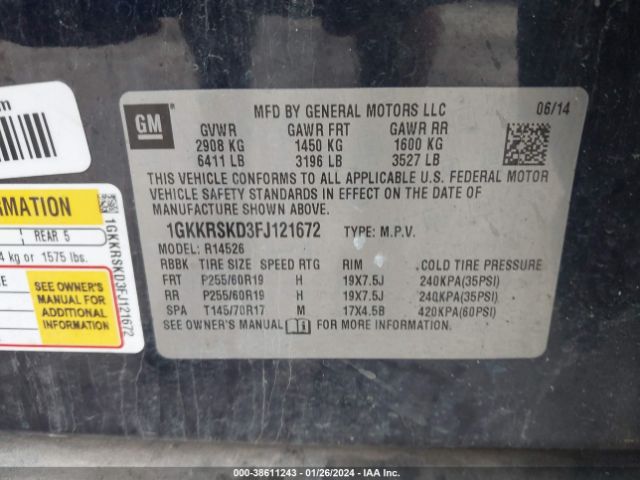 GM
MFD BY GENERAL MOTORS LLC 06/14
GVWR GAWR FRT GAWR RR
2908 KG 1450 KG 1600 KG
6411 LB 3196 LB 3527 LB
THIS VEHICLE CONFORMS TO ALL APPLICABLE U.S. FEDERAL MOTOR
VEHICLE SAFETY STANDARDS IN EFFECT ON THE DATE OF
MANUFACTURE SHOWN ABOVE.
1GKKRSKD3FJ121672 TYPE: M.P.V.
MODEL: R14526
RBBK TIRE SIZE SPEED RTG RIM COLD TIRE PRESSURE
FRT P255/60R19 H 19X7.5J 240KPA(35PSI)
RR P255/60R19 H 19X7.5J 240KPA(35PSI)
SPA T145/70R17 M 17X4.5B 420KPA(60PSI)
SEE OWNER'S MANUAL FOR MORE INFORMATION.
RMATION
REAR 5
4 kg or 1575 lbs.
SEE OWNER'S
MANUAL FOR
ADDITIONAL
INFORMATION
1GKKRSKD3FJ121672
000-38611243 | 01/26/2024 | IAA Inc.